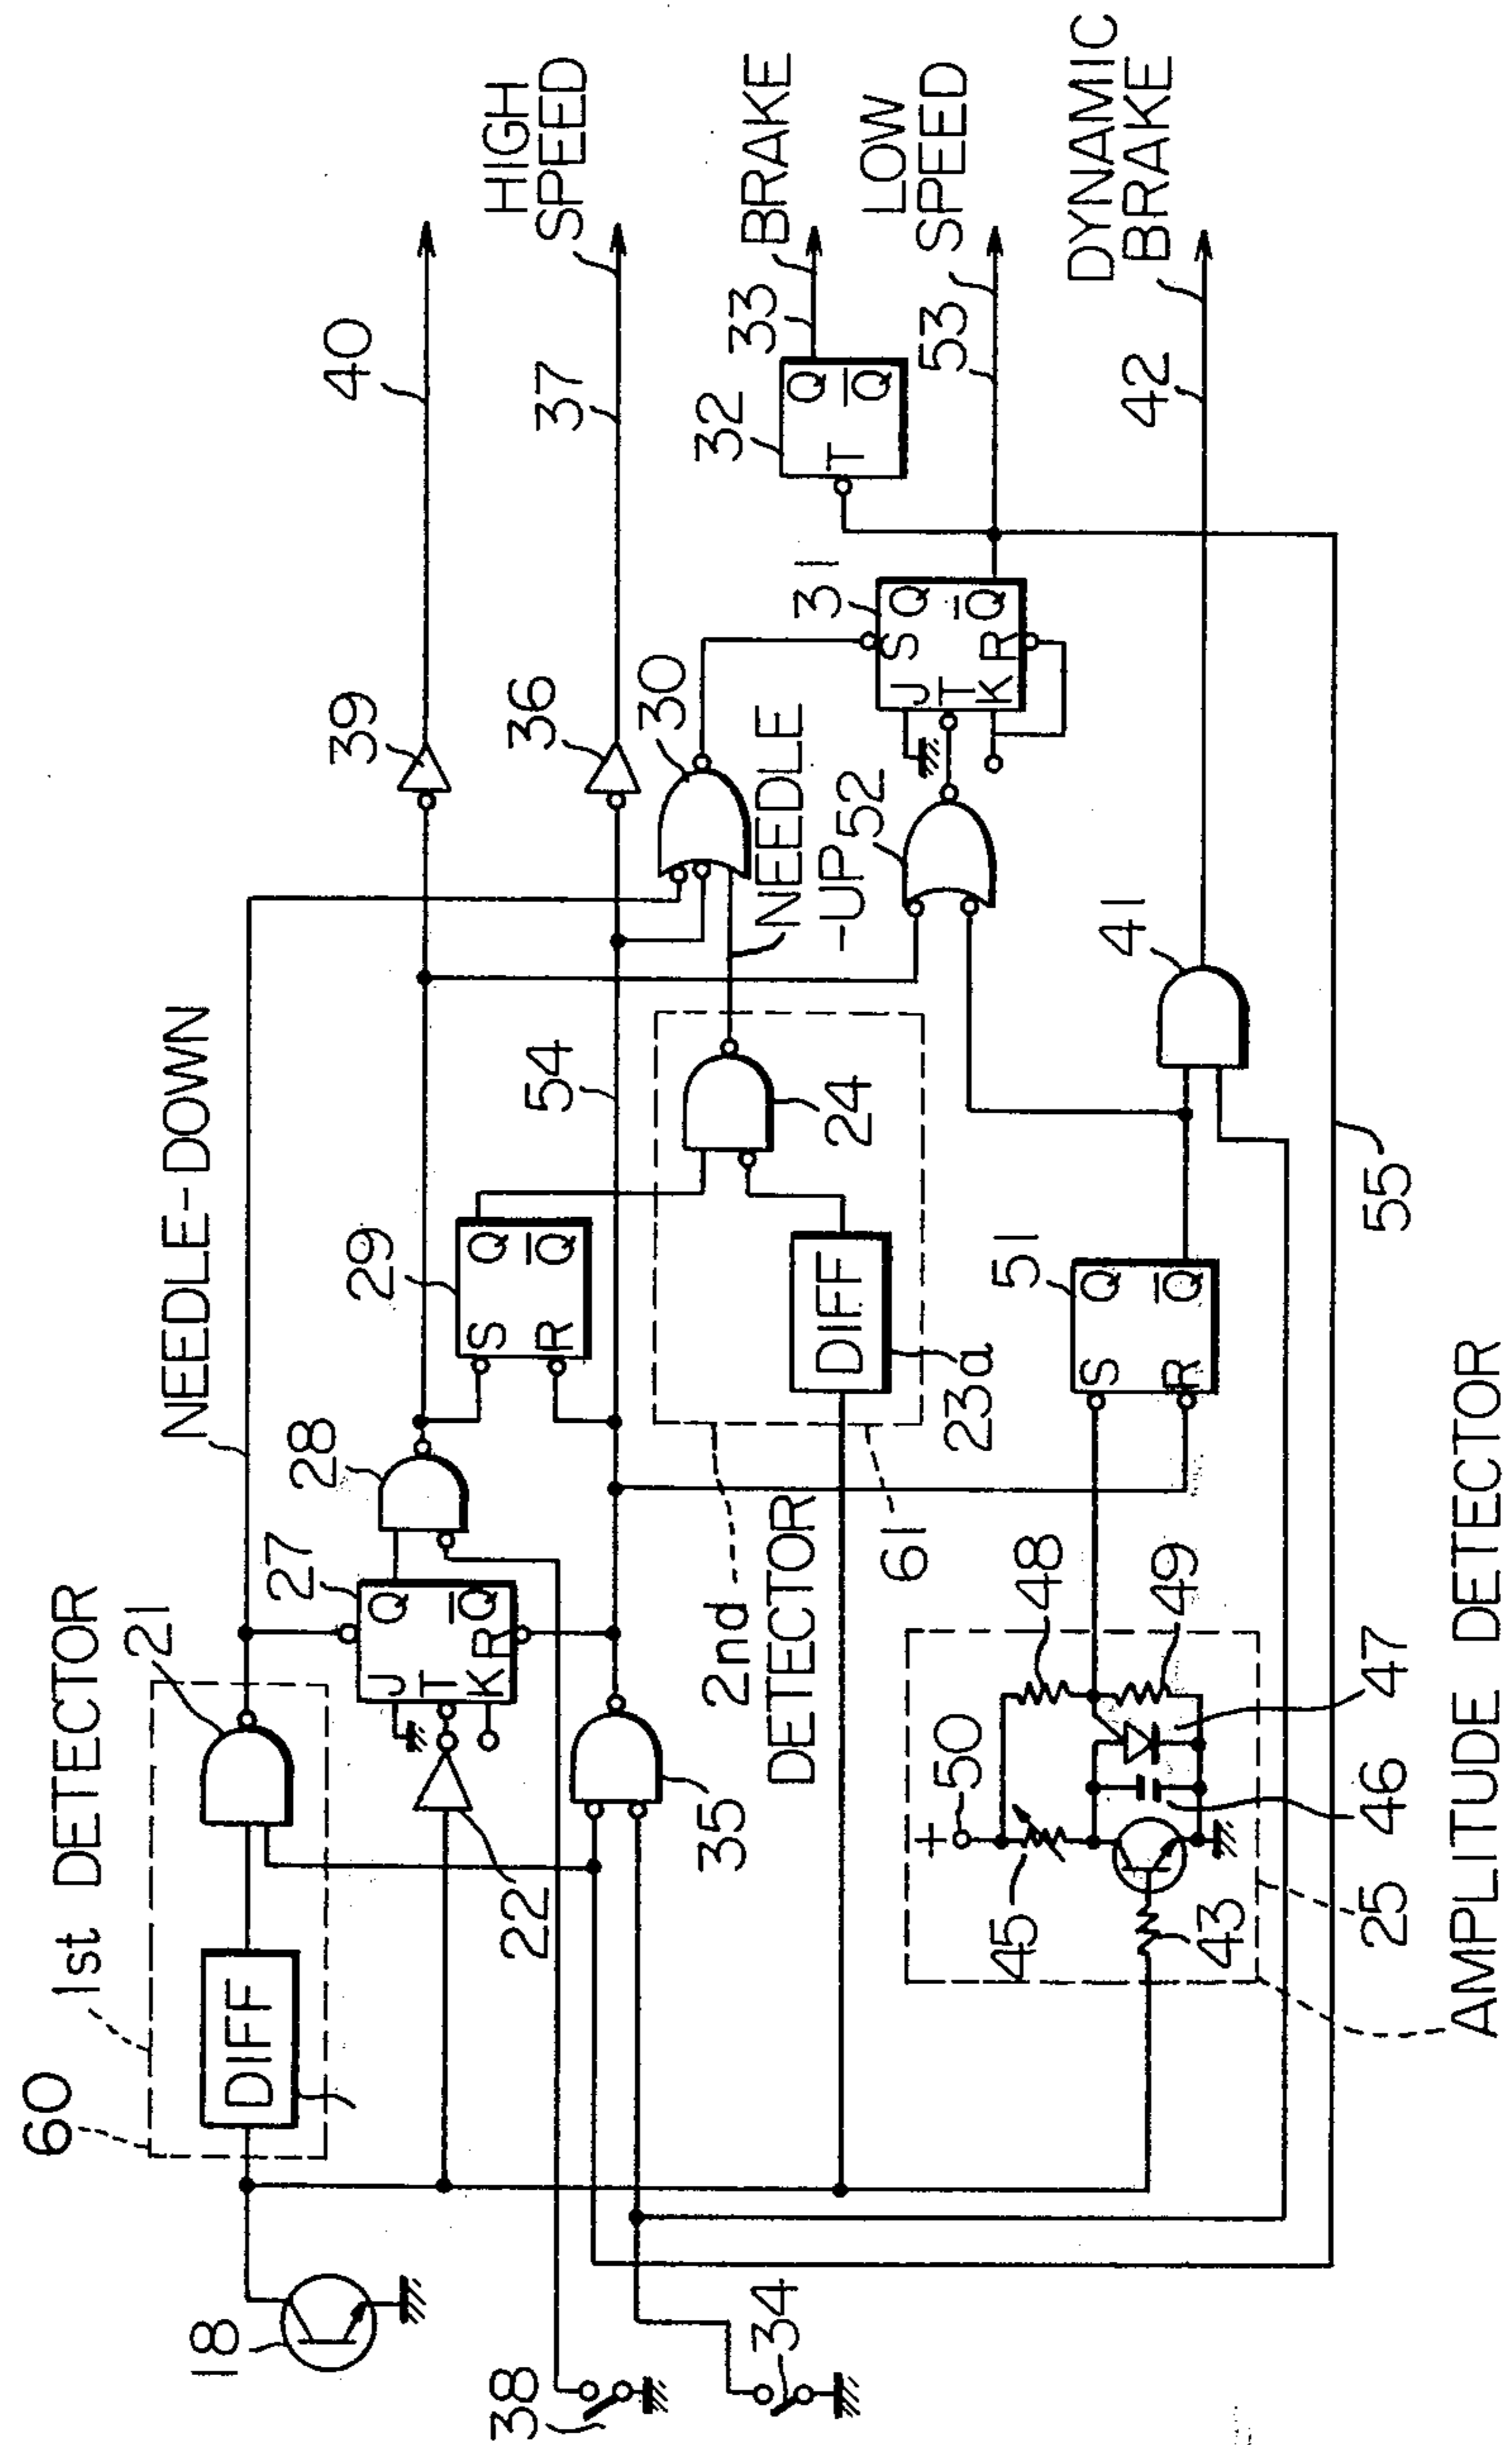 60
1st DETECTOR
DIFF
21
NEEDLE-DOWN
18
22
27
J
T
K
Q
Q
R
28
29
S
R
Q
Q
39
40
38
34
35
54
36
37
HIGH
SPEED
2nd
DETECTOR
61
DIFF
23a
24
NEEDLE
-UP
30
52
31
J
T
K
S
R
Q
Q
32
T
Q
Q
33
BRAKE
53
LOW
SPEED
25
AMPLITUDE DETECTOR
43
45
+
50
46
47
48
49
51
S
R
Q
Q
41
42
DYNAMIC
BRAKE
55